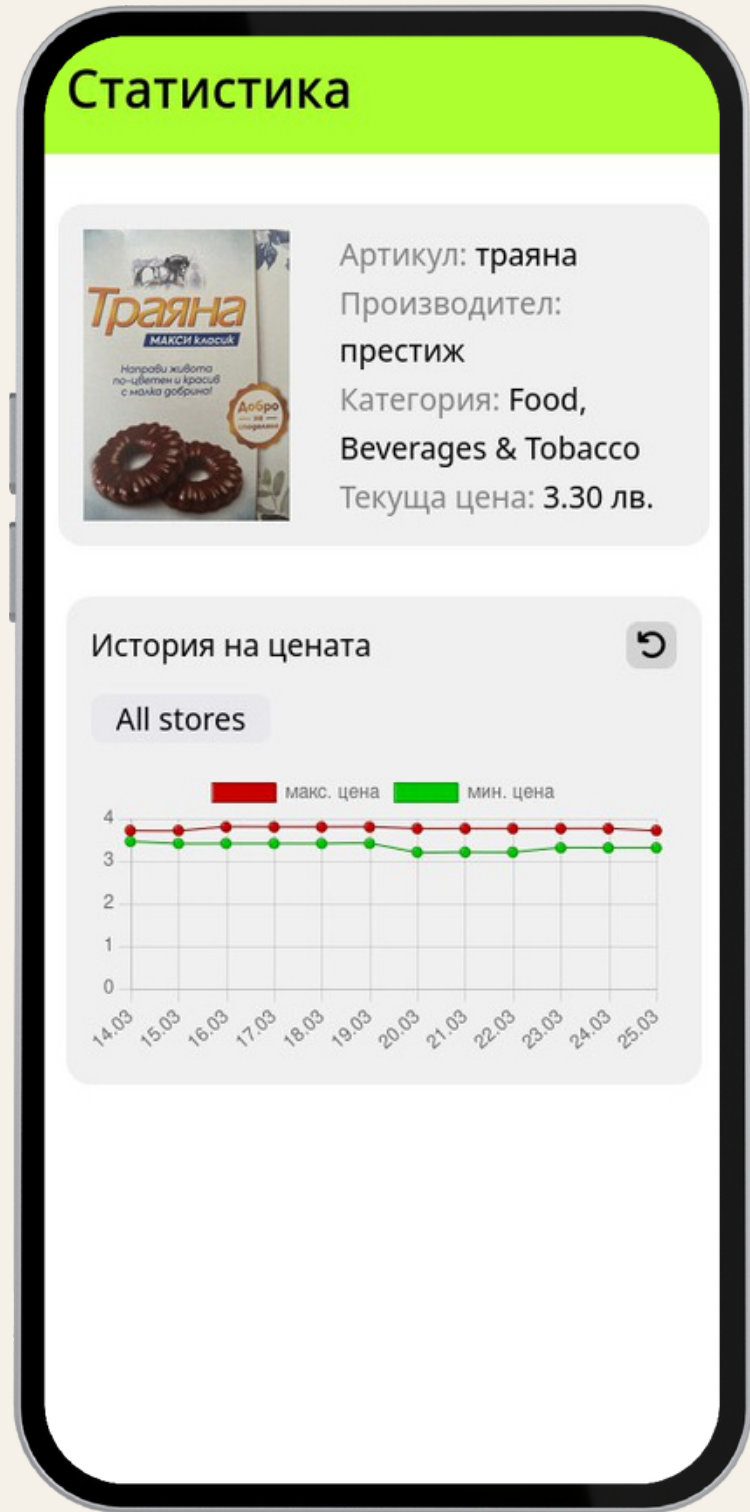 Статистика
Траяна
МАКСИ класик
Направи живота
по-цветен и красив
с малка добрина!
Добро
за
споделяне
Артикул: траяна
Производител:
престиж
Категория: Food,
Beverages & Tobacco
Текуща цена: 3.30 лв.
История на цената
All stores
макс. цена мин. цена
4
3
2
1
0
14.03 15.03 16.03 17.03 18.03 19.03 20.03 21.03 22.03 23.03 24.03 25.03